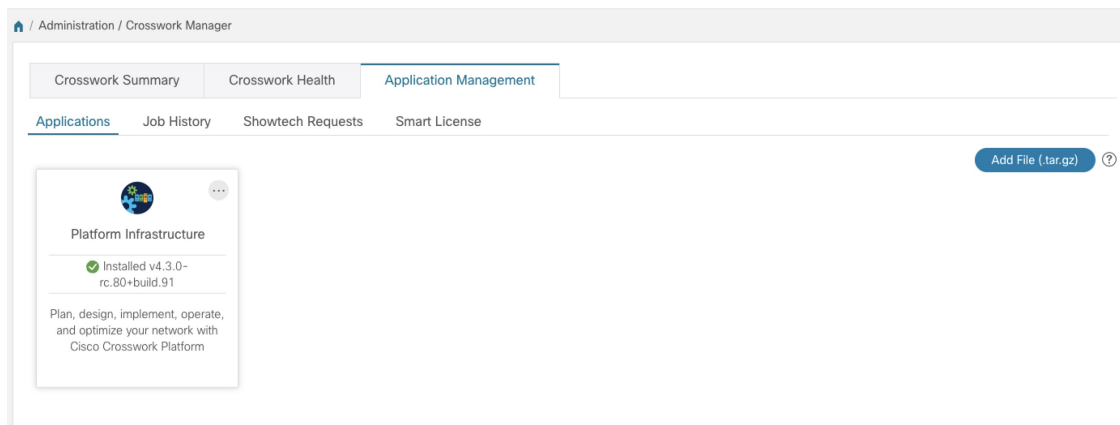 / Administration / Crosswork Manager
Crosswork Summary Crosswork Health Application Management
Applications Job History Showtech Requests Smart License
Add File (.tar.gz) ?
...
Platform Infrastructure
Installed v4.3.0-
rc.80+build.91
Plan, design, implement, operate,
and optimize your network with
Cisco Crosswork Platform